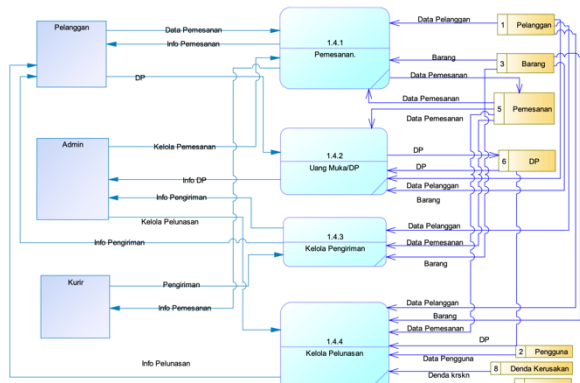 Pelanggan
Data Pemesanan
Info Pemesanan
DP
1.4.1
Pemesanan.
Data Pelanggan
1 Pelanggan
Barang
3 Barang
Data Pemesanan
Data Pemesanan
5 Pemesanan
Data Pemesanan
Admin
Kelola Pemesanan
Info DP
Info Pengiriman
Kelola Pelunasan
Info Pengiriman
1.4.2
Uang Muka/DP
DP
DP
6 DP
Data Pelanggan
Barang
1.4.3
Kelola Pengiriman
Data Pelanggan
Data Pemesanan
Barang
Kurir
Pengiriman
Info Pemesanan
Info Pelunasan
1.4.4
Kelola Pelunasan
Data Pelanggan
Barang
Data Pemesanan
DP
2 Pengguna
Data Pengguna
8 Denda Kerusakan
Denda krskn